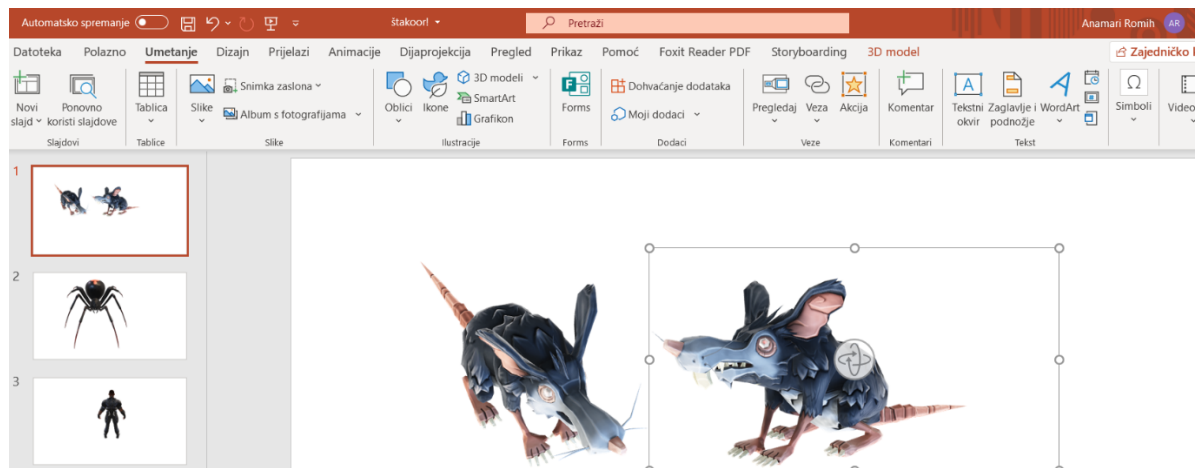 Automatsko spremanje štakoor! Pretraži Anamari Romih AR
Datoteka Polazno Umetanje Dizajn Prijelazi Animacije Dijaprojekcija Pregled Prikaz Pomoć Foxit Reader PDF Storyboarding 3D model Zajedničko
Novi slajd
Ponovno koristi slajdove
Tablica
Slike
Snimka zaslona
Album s fotografijama
Oblici
Ikone
3D modeli
SmartArt
Grafikon
Forms
Dohvaćanje dodataka
Moji dodaci
Pregledaj
Veza
Akcija
Komentar
A
Tekstni okvir
Zaglavlje i podnožje
WordArt
Ω
Simboli
Video
Slajdovi Tablice Slike Ilustracije Forms Dodaci Veze Komentari Tekst
1
2
3